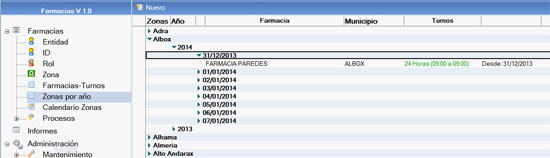 Farmacias V.1.0
Farmacias
Entidad
ID
Rol
Zona
Farmacias-Turnos
Zonas por año
Calendario Zonas
Procesos
Informes
Administración
Mantenimiento
Nuevo
Zonas Año Farmacia Municipio Turnos
Adra
Albox
2014
31/12/2013
FARMACIA PAREDES ALBOX 24 Horas (09:00 a 09:00) Desde: 31/12/2013
01/01/2014
02/01/2014
03/01/2014
04/01/2014
05/01/2014
06/01/2014
07/01/2014
2013
Alhama
Almeria
Alto Andarax